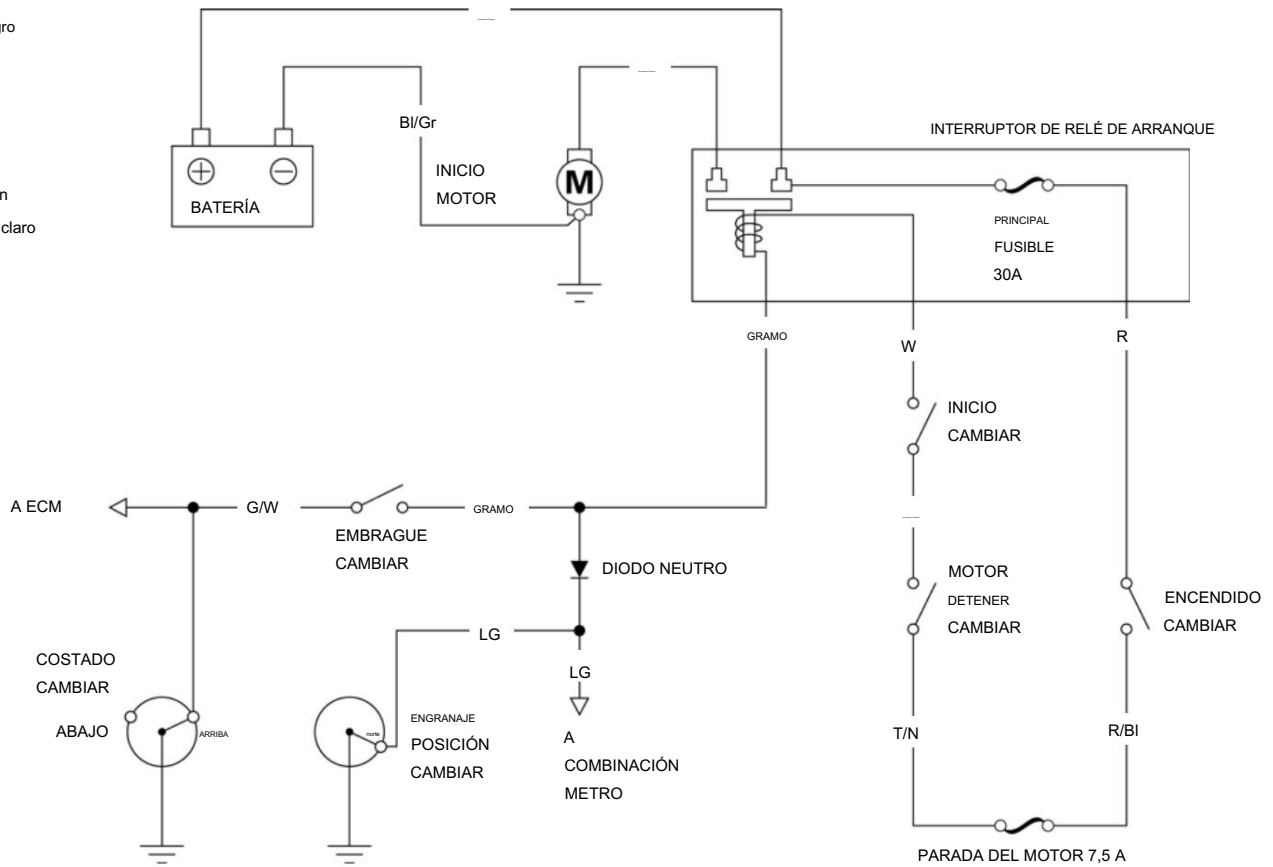 gro
n
claro
Bl/Gr
BATERÍA
INICIO
MOTOR
M
INTERRUPTOR DE RELÉ DE ARRANQUE
PRINCIPAL
FUSIBLE
30A
GRAMO
W
R
INICIO
CAMBIAR
A ECM
G/W
GRAMO
EMBRAGUE
CAMBIAR
DIODO NEUTRO
MOTOR
DETENER
CAMBIAR
ENCENDIDO
CAMBIAR
LG
LG
COSTADO
CAMBIAR
ABAJO
ARRIBA
norte
ENGRANAJE
POSICIÓN
CAMBIAR
A
COMBINACIÓN
METRO
T/N
R/Bl
PARADA DEL MOTOR 7,5 A